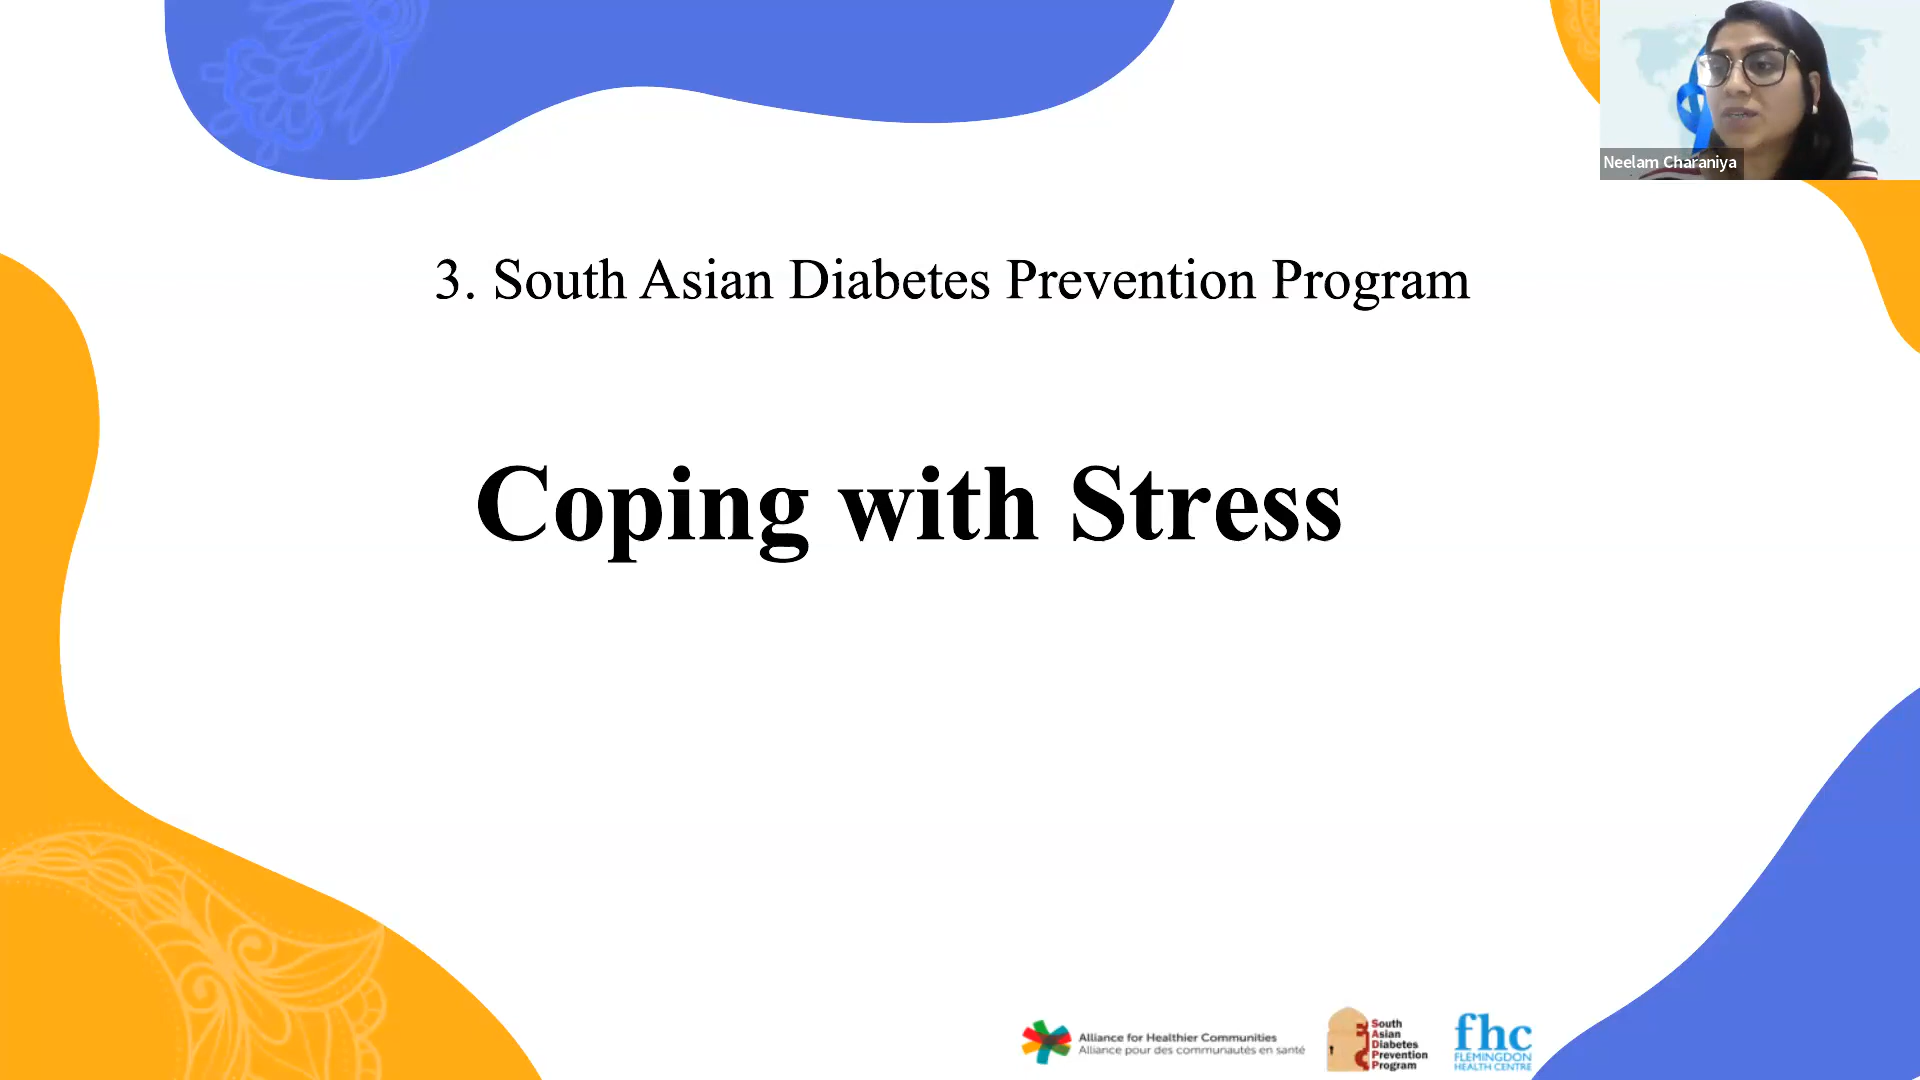 Neelam Charaniya
3. South Asian Diabetes Prevention Program
Coping with Stress
Alliance for Healthier Communities
Alliance pour des communautés en santé
South
Asian
Diabetes
Prevention
Program
fhc
FLEMINGDON
HEALTH CENTRE